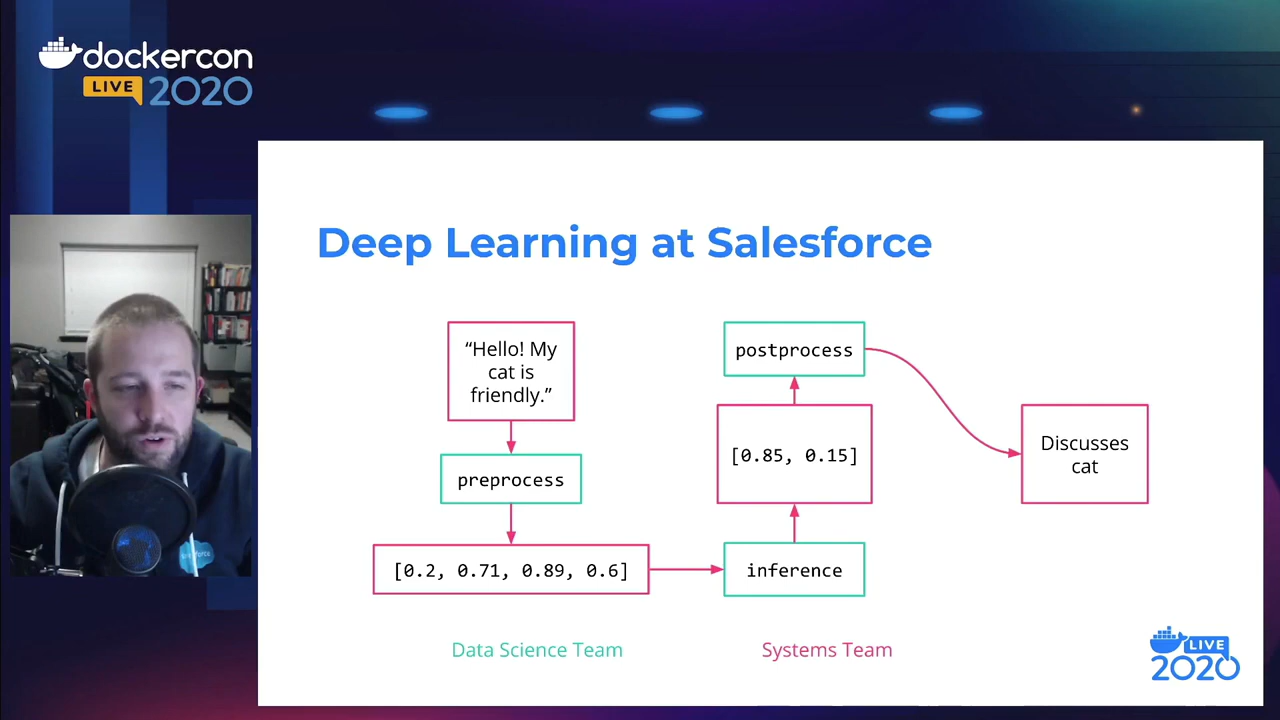 dockercon
LIVE 2020
Deep Learning at Salesforce
“Hello! My
cat is
friendly.”
preprocess
[0.2, 0.71, 0.89, 0.6]
postprocess
[0.85, 0.15]
inference
Discusses
cat
Data Science Team
Systems Team
LIVE
2020